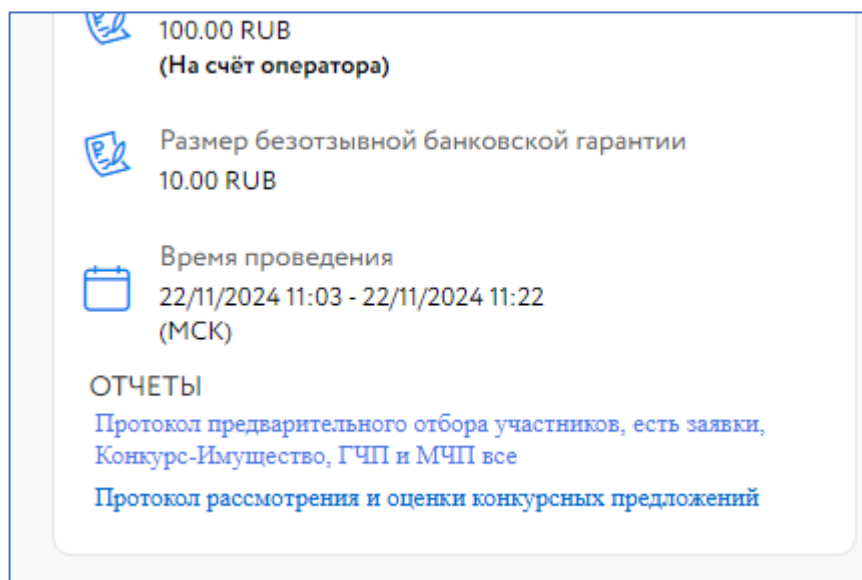 100.00 RUB
(На счёт оператора)
Размер безотзывной банковской гарантии
10.00 RUB
Время проведения
22/11/2024 11:03 - 22/11/2024 11:22
(МСК)
ОТЧЕТЫ
Протокол предварительного отбора участников, есть заявки,
Конкурс-Имущество, ГЧП и МЧП все
Протокол рассмотрения и оценки конкурсных предложений